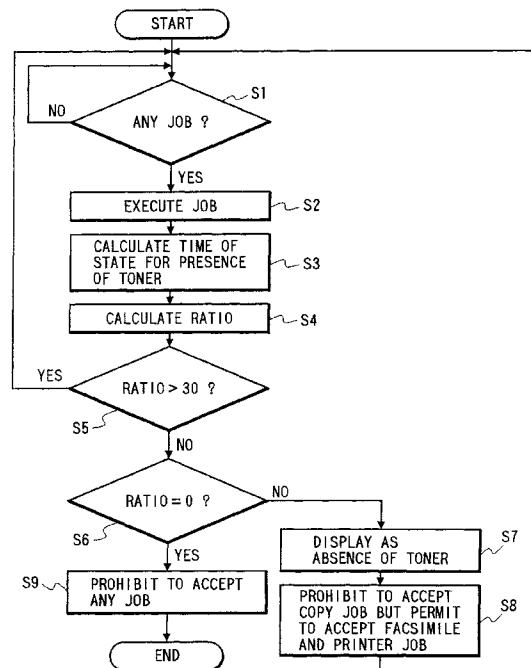 START
S1
NO
ANY JOB ?
YES
EXECUTE JOB
S2
CALCULATE TIME OF
STATE FOR PRESENCE
OF TONER
S3
CALCULATE RATIO
S4
YES
RATIO > 30 ?
S5
NO
RATIO = 0 ?
NO
S6
YES
DISPLAY AS
ABSENCE OF TONER
S7
S9
PROHIBIT TO ACCEPT
ANY JOB
PROHIBIT TO ACCEPT
COPY JOB BUT PERMIT
TO ACCEPT FACSIMILE
AND PRINTER JOB
S8
END